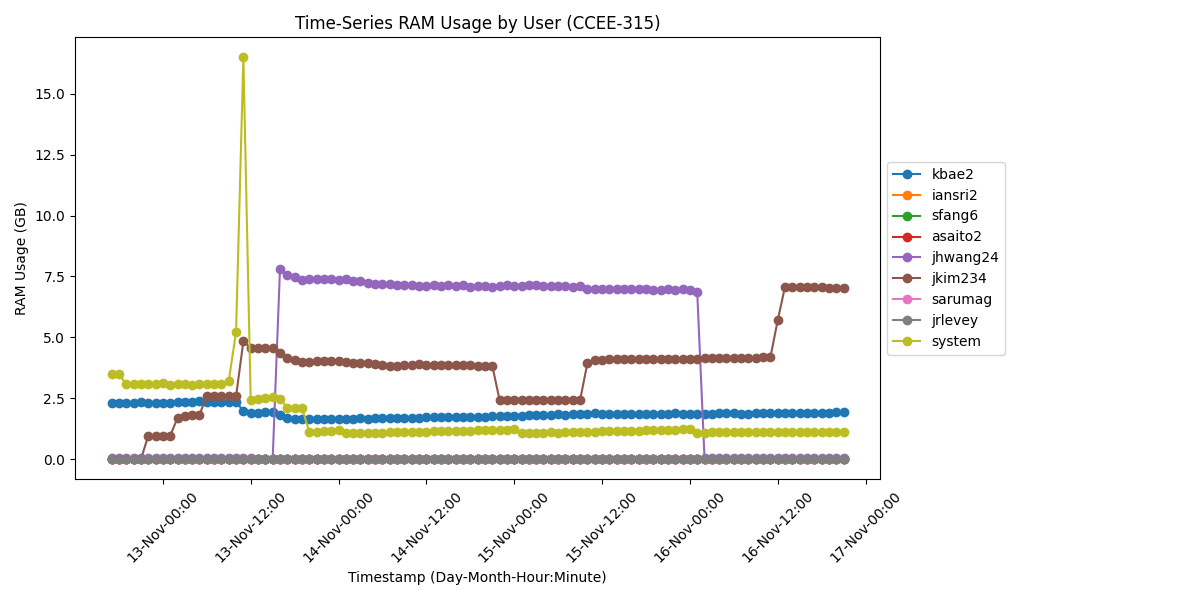 Time-Series RAM Usage by User (CCEE-315)
RAM Usage (GB)
15.0
12.5
10.0
7.5
5.0
2.5
0.0
13-Nov-00:00
13-Nov-12:00
14-Nov-00:00
14-Nov-12:00
15-Nov-00:00
15-Nov-12:00
16-Nov-00:00
16-Nov-12:00
17-Nov-00:00
Timestamp (Day-Month-Hour:Minute)
kbae2
iansri2
sfang6
asaito2
jhwang24
jkim234
sarumag
jrlevey
system